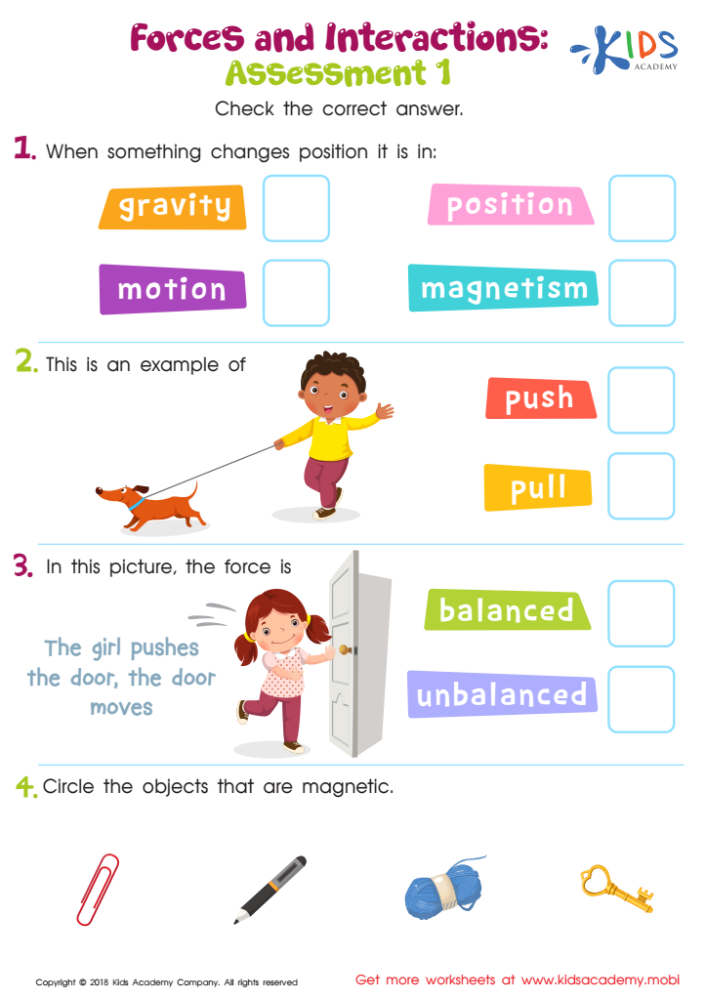 Forces and Interactions:
Assessment 1
KIDS
ACADEMY
Check the correct answer.
1. When something changes position it is in:
gravity
position
motion
magnetism
2. This is an example of
push
pull
3. In this picture, the force is
The girl pushes
the door, the door
moves
balanced
unbalanced
4. Circle the objects that are magnetic.
Copyright © 2018 Kids Academy Company. All rights reserved
Get more worksheets at www.kidsacademy.mobi